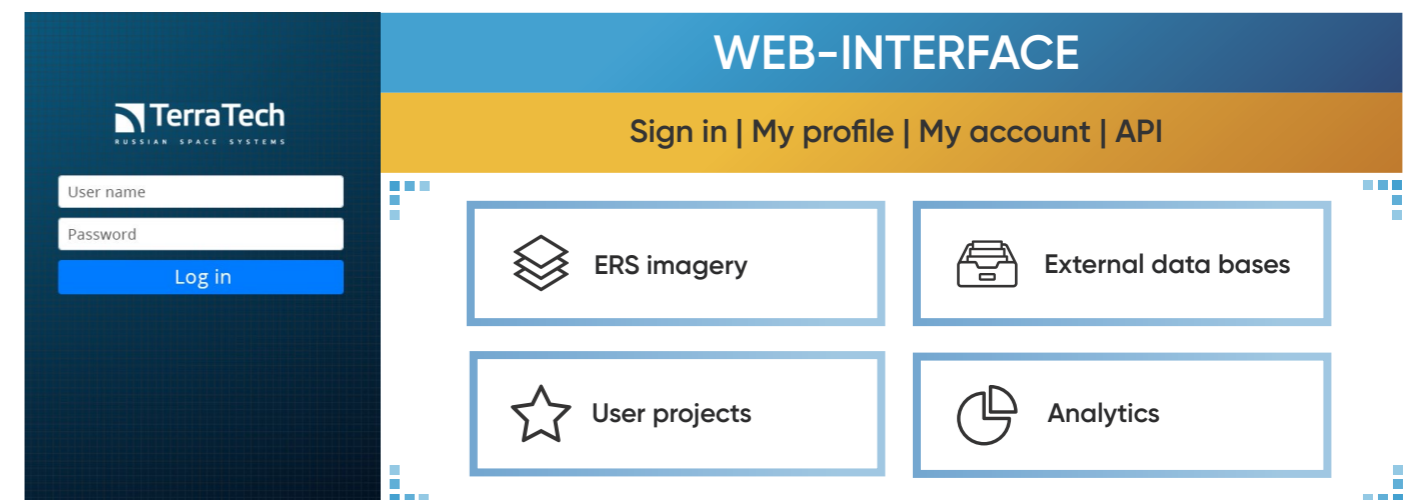 TerraTech
RUSSIAN SPACE SYSTEMS
User name
Password
Log in
WEB-INTERFACE
Sign in | My profile | My account | API
ERS imagery
External data bases
User projects
Analytics